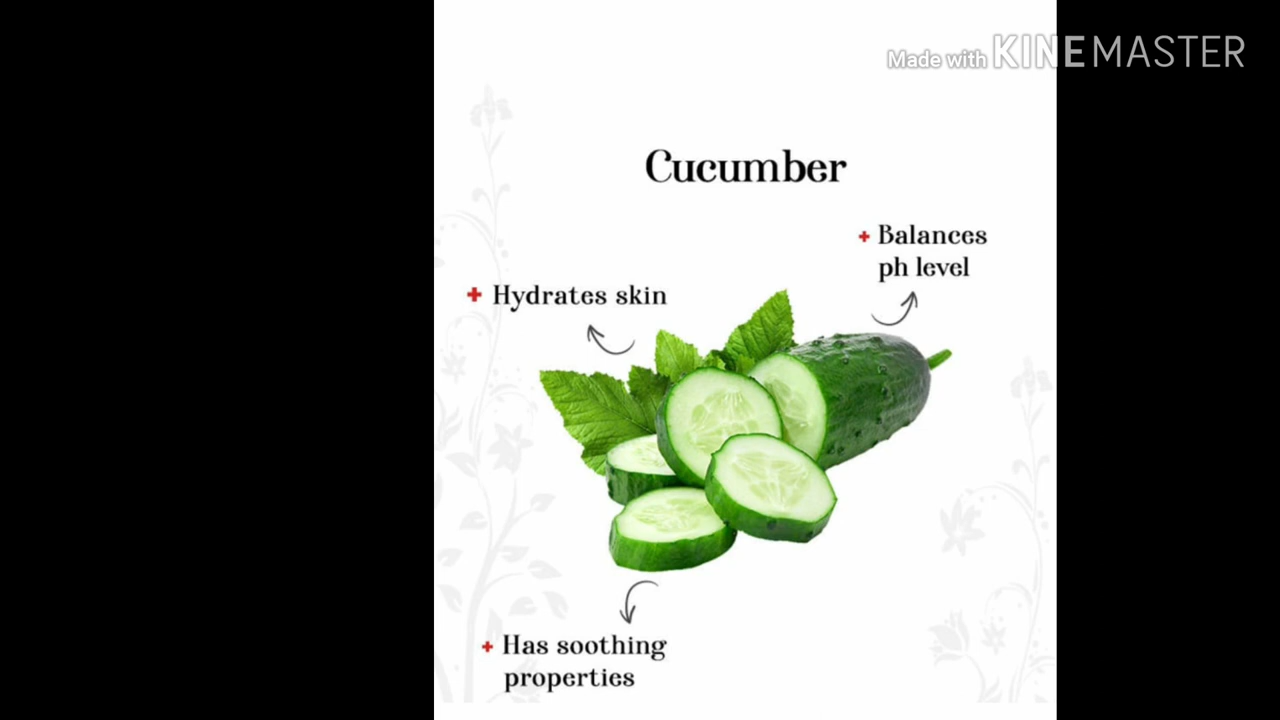 Made with KINEMASTER
Cucumber
+ Balances
ph level
+ Hydrates skin
+ Has soothing
properties